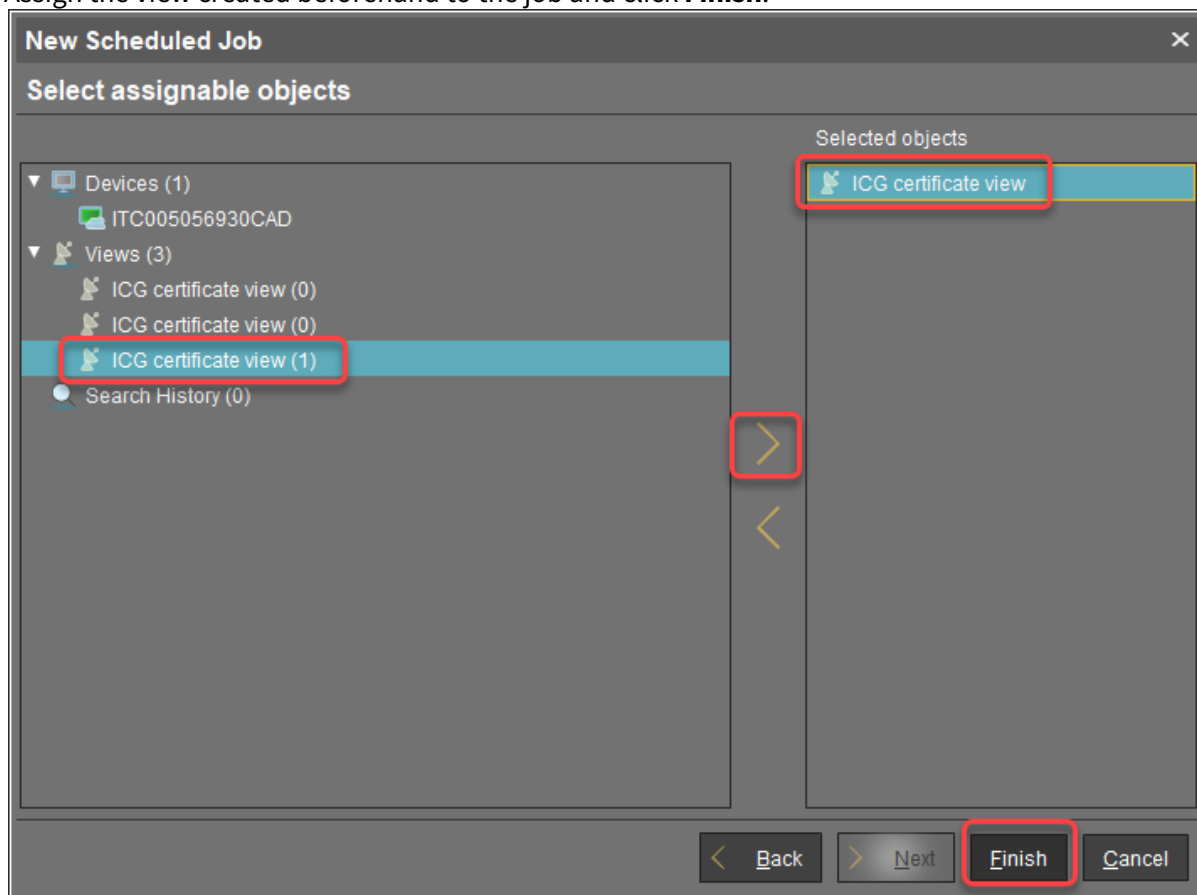 Assign the view created beforehand to the job and click Finish.
New Scheduled Job
Select assignable objects
Selected objects
Devices (1)
ITC005056930CAD
Views (3)
ICG certificate view (0)
ICG certificate view (0)
ICG certificate view (1)
Search History (0)
ICG certificate view
Back
Next
Finish
Cancel